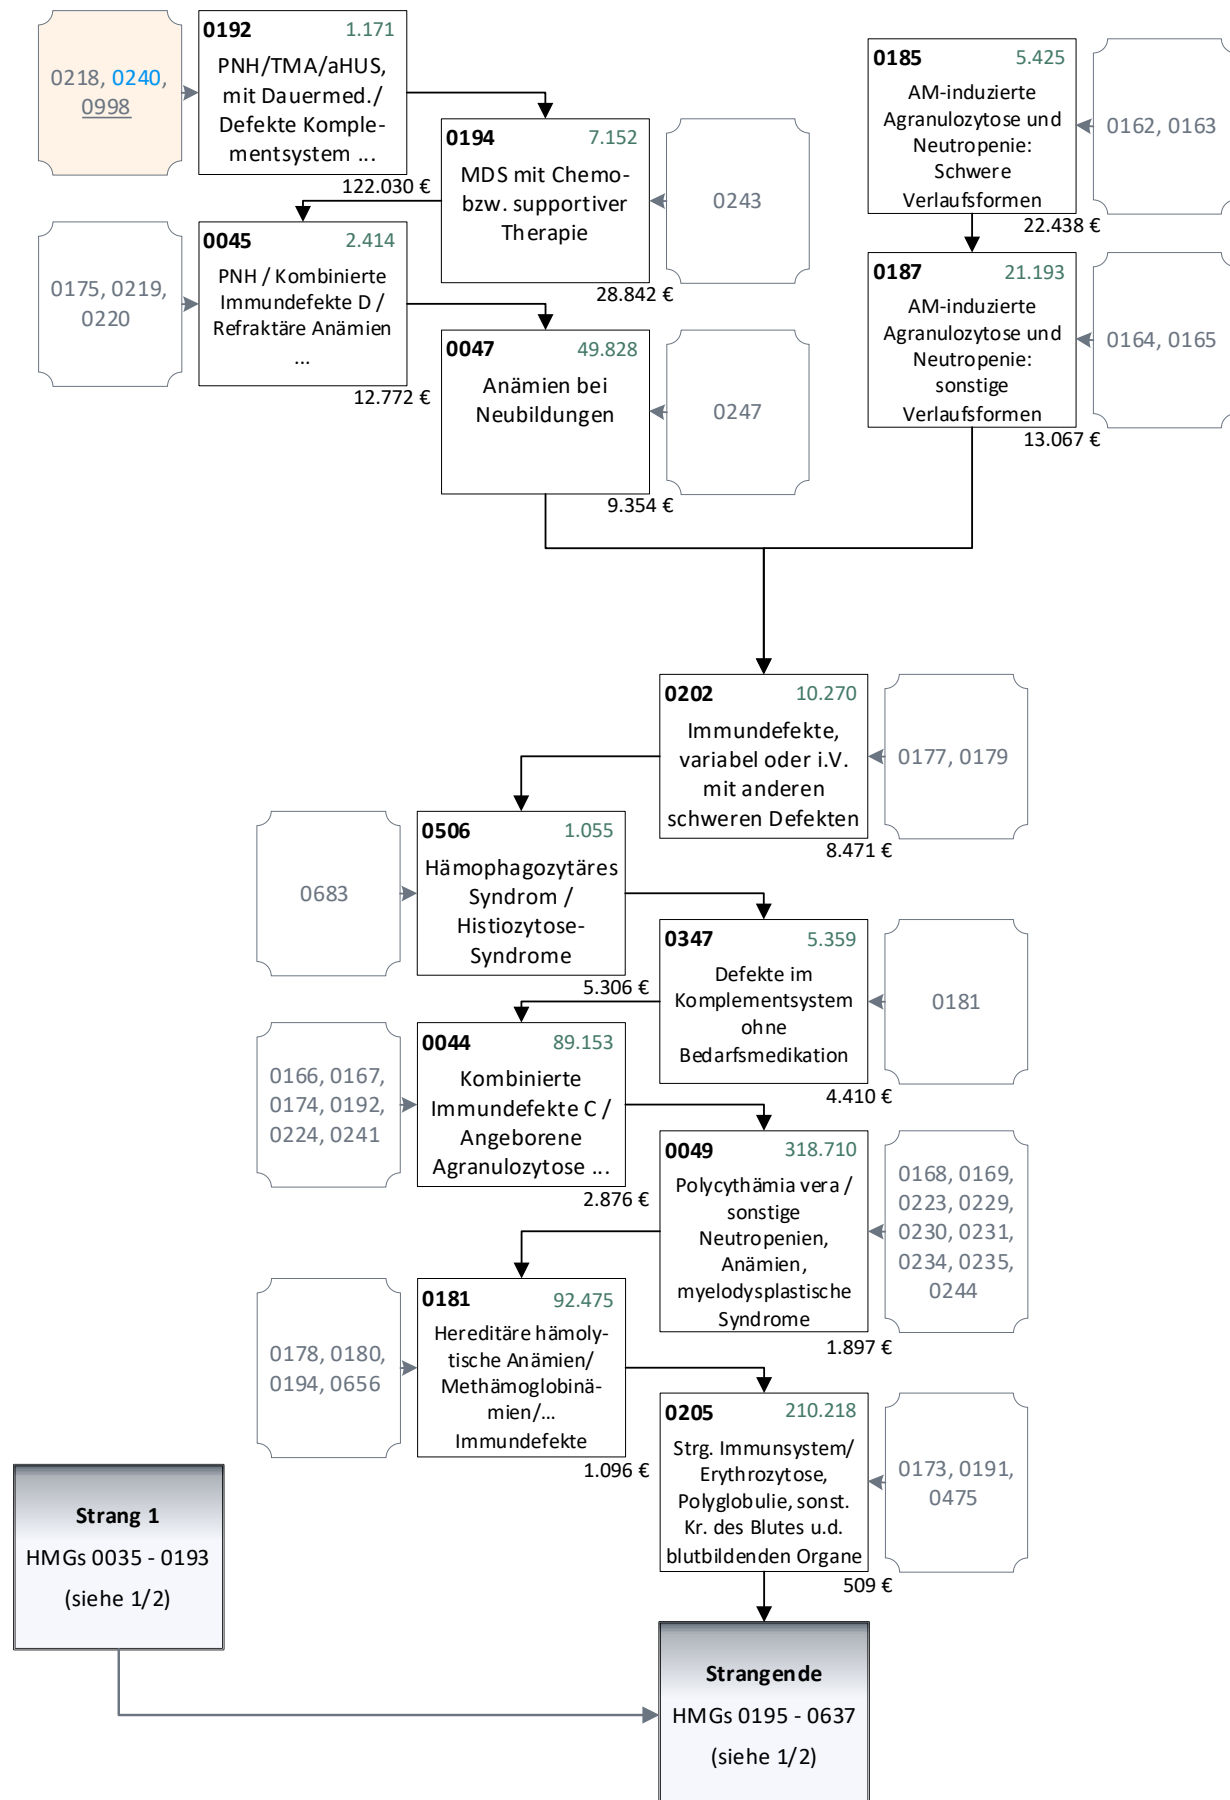 0218, 0240,
0998
0192 1.171
PNH/TMA/aHUS,
mit Dauermed./
Defekte Komple-
mentsystem ...
122.030 €
0194 7.152
MDS mit Chemo-
bzw. supportiver
Therapie
28.842 €
0243
0175, 0219,
0220
0045 2.414
PNH / Kombinierte
Immundefekte D /
Refraktäre Anämien
...
12.772 €
0047 49.828
Anämien bei
Neubildungen
9.354 €
0247
0185 5.425
AM-induzierte
Agranulozytose und
Neutropenie:
Schwere
Verlaufsformen
22.438 €
0162, 0163
0187 21.193
AM-induzierte
Agranulozytose und
Neutropenie:
sonstige
Verlaufsformen
13.067 €
0164, 0165
0202 10.270
Immundefekte,
variabel oder i.V.
mit anderen
schweren Defekten
8.471 €
0177, 0179
0683
0506 1.055
Hämophagozytäres
Syndrom /
Histiozytose-
Syndrome
5.306 €
0347 5.359
Defekte im
Komplementsystem
ohne
Bedarfsmedikation
4.410 €
0181
0166, 0167,
0174, 0192,
0224, 0241
0044 89.153
Kombinierte
Immundefekte C /
Angeborene
Agranulozytose ...
2.876 €
0049 318.710
Polycythämia vera /
sonstige
Neutropenien,
Anämien,
myelodysplastische
Syndrome
1.897 €
0168, 0169,
0223, 0229,
0230, 0231,
0234, 0235,
0244
0178, 0180,
0194, 0656
0181 92.475
Hereditäre hämoly-
tische Anämien/
Methämoglobinä-
mien/...
Immundefekte
1.096 €
0205 210.218
Strg. Immunsystem/
Erythrozytose,
Polyglobulie, sonst.
Kr. des Blutes u.d.
blutbildenden Organe
509 €
0173, 0191,
0475
Strang 1
HMGs 0035 - 0193
(siehe 1/2)
Strangende
HMGs 0195 - 0637
(siehe 1/2)